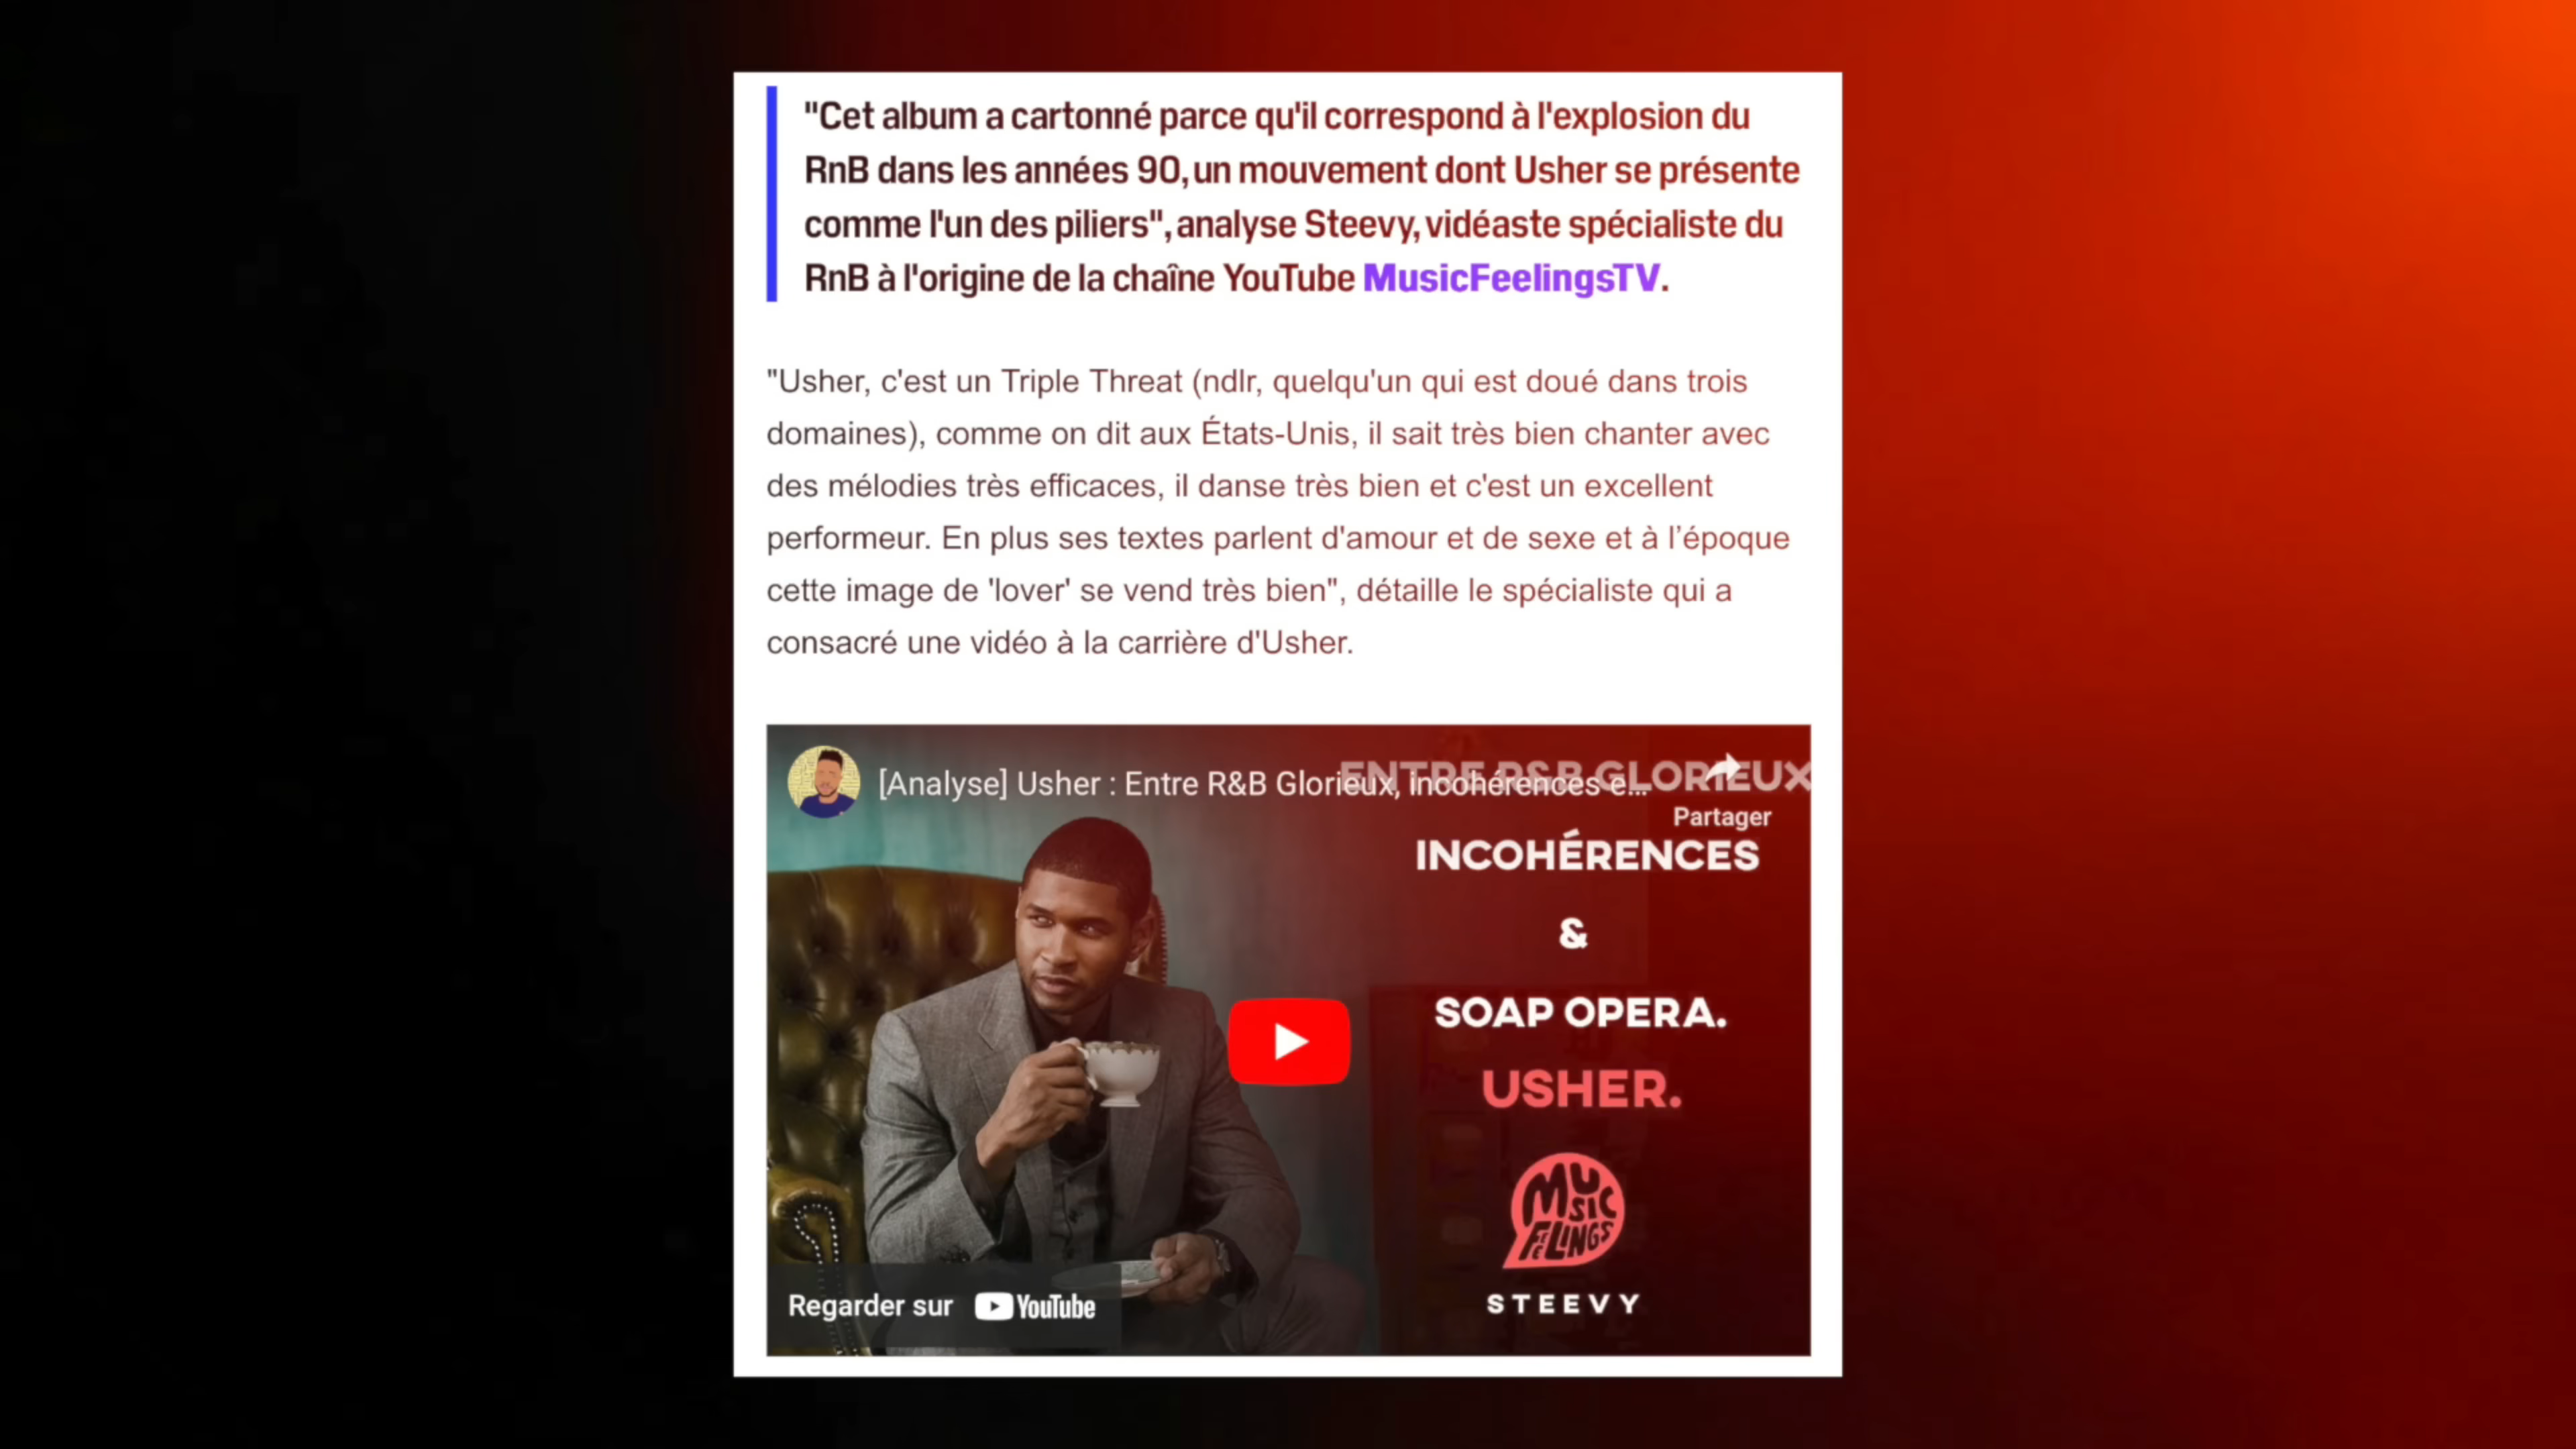 "Cet album a cartonné parce qu'il correspond à l'explosion du
RnB dans les années 90, un mouvement dont Usher se présente
comme l'un des piliers", analyse Steevy, vidéaste spécialiste du
RnB à l'origine de la chaîne YouTube MusicFeelingsTV.
"Usher, c'est un Triple Threat (ndlr, quelqu'un qui est doué dans trois
domaines), comme on dit aux États-Unis, il sait très bien chanter avec
des mélodies très efficaces, il danse très bien et c'est un excellent
performeur. En plus ses textes parlent d'amour et de sexe et à l’époque
cette image de 'lover' se vend très bien", détaille le spécialiste qui a
consacré une vidéo à la carrière d'Usher.
[Analyse] Usher : Entre R&B Glorieux, incohérences e...
ENTRE R&B GLORIEUX
Partager
INCOHÉRENCES
&
SOAP OPERA.
USHER.
MUSIC
FEELINGS
STEEVY
Regarder sur YouTube